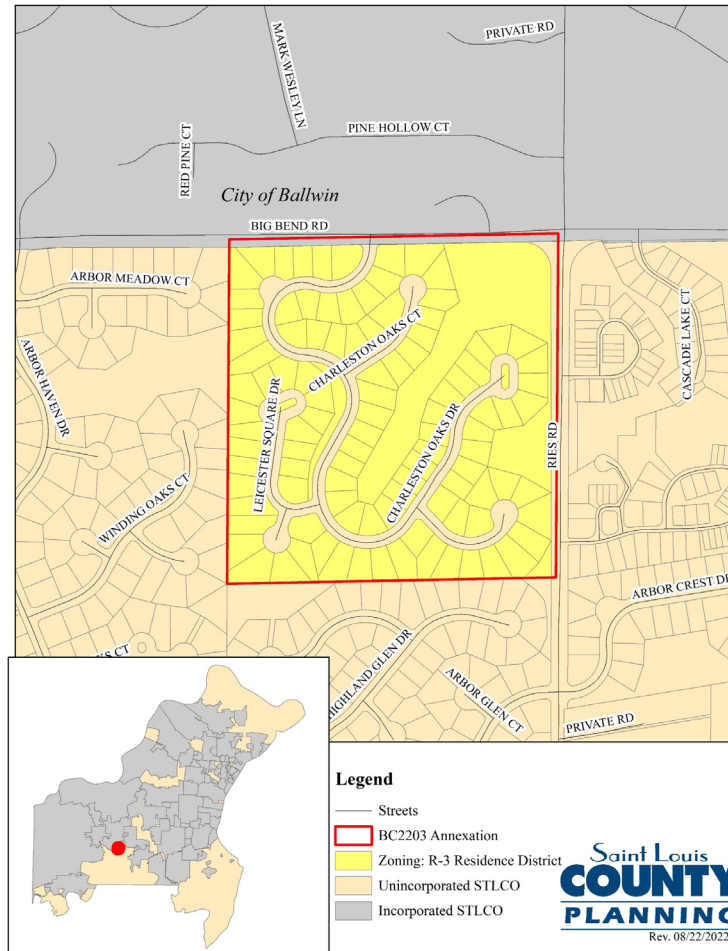 PRIVATE RD
MARK WESLEY LN
PINE HOLLOW CT
RED PINE CT
City of Ballwin
BIG BEND RD
ARBOR MEADOW CT
CASCADE LAKE CT
CHARLESTON OAKS CT
ARBOR HAVEN DR
LEICESTER SQUARE DR
CHARLESTON OAKS DR
RIES RD
WINDING OAKS CT
ARBOR CREST DR
CT
HIGHLAND GLEN DR
ARBOR GLEN CT
PRIVATE RD
Legend
Streets
BC2203 Annexation
Zoning: R-3 Residence District
Unincorporated STLCO
Incorporated STLCO
Saint Louis
COUNTY
PLANNING
Rev. 08/22/2022